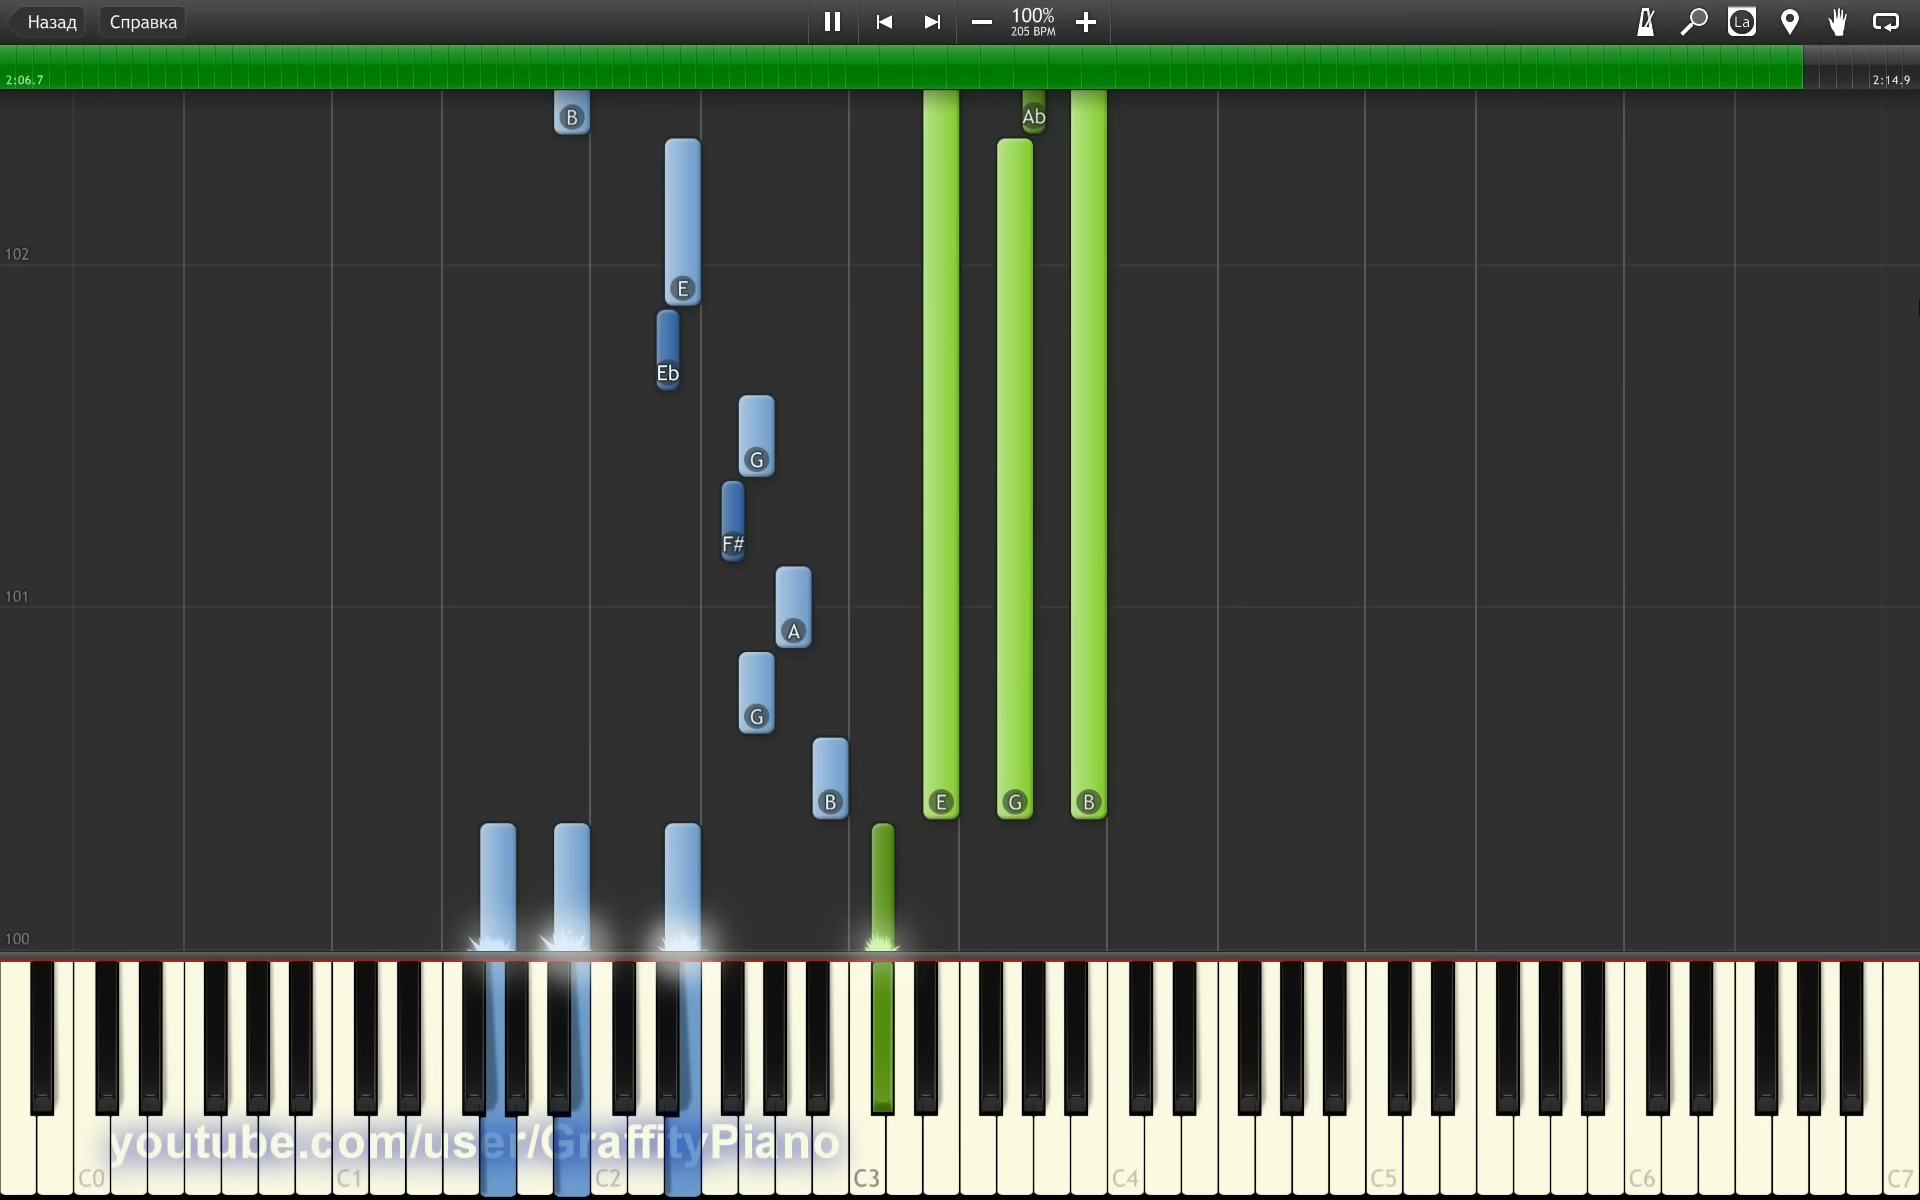 Назад Справка 100% La
205 BPM
2:06.7 2:14.9
B Ab
102
E
Eb
G
F#
101
A
G
B E G B
100
youtube.com/user/GraffityPiano
C0 C1 C2 C3 C4 C5 C6 C7